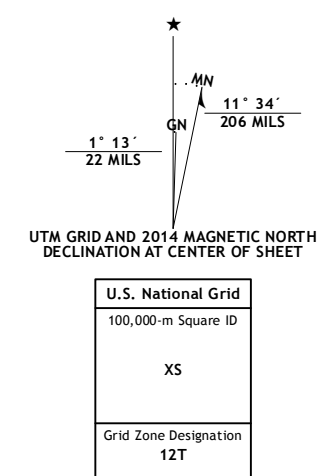 MN
GN
11° 34´
206 MILS
1° 13´
22 MILS
UTM GRID AND 2014 MAGNETIC NORTH
DECLINATION AT CENTER OF SHEET
U.S. National Grid
100,000-m Square ID
XS
Grid Zone Designation
12T